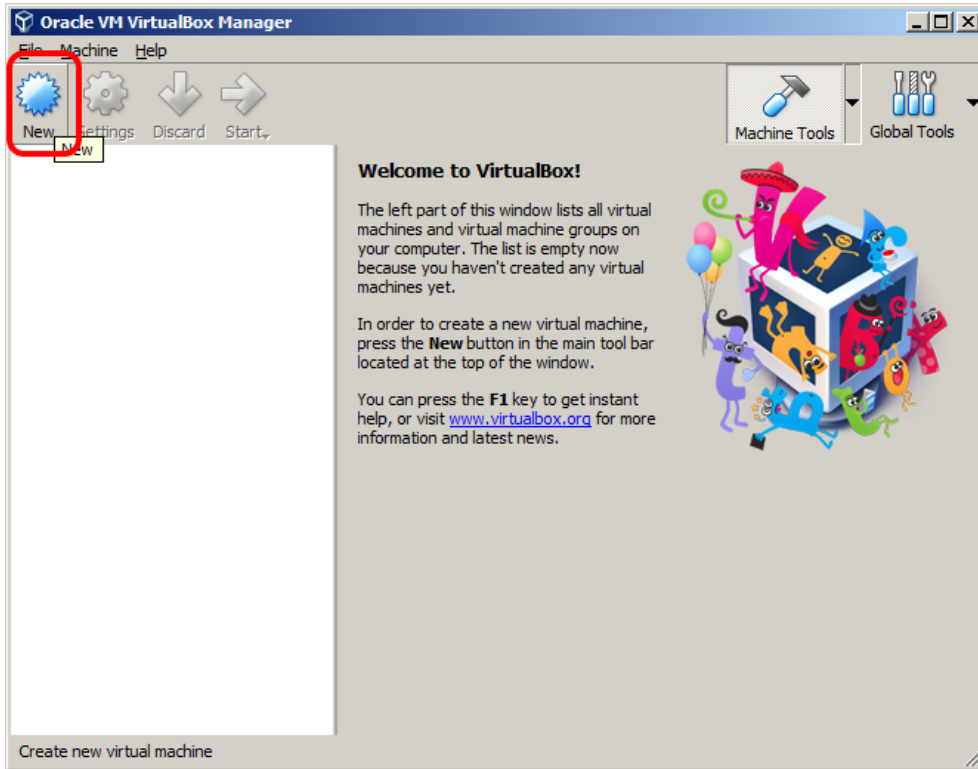 Oracle VM VirtualBox Manager
File Machine Help
New Settings Discard Start
Machine Tools Global Tools
New
Welcome to VirtualBox!
The left part of this window lists all virtual
machines and virtual machine groups on
your computer. The list is empty now
because you haven't created any virtual
machines yet.
In order to create a new virtual machine,
press the New button in the main tool bar
located at the top of the window.
You can press the F1 key to get instant
help, or visit www.virtualbox.org for more
information and latest news.
Create new virtual machine